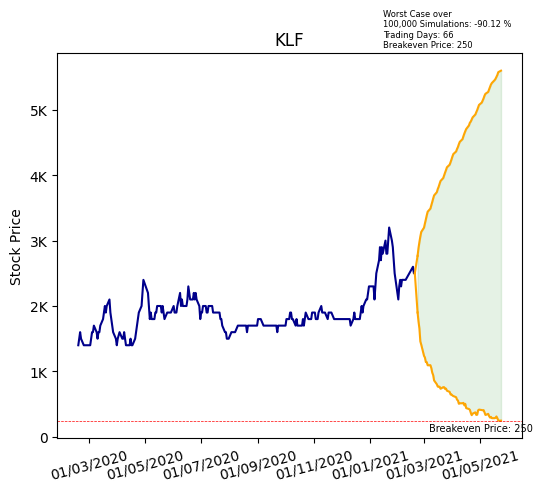 Worst Case over
100,000 Simulations: -90.12 %
Trading Days: 66
Breakeven Price: 250
KLF
Stock Price
5K
4K
3K
2K
1K
0
Breakeven Price: 250
01/03/2020
01/05/2020
01/07/2020
01/09/2020
01/11/2020
01/01/2021
01/03/2021
01/05/2021